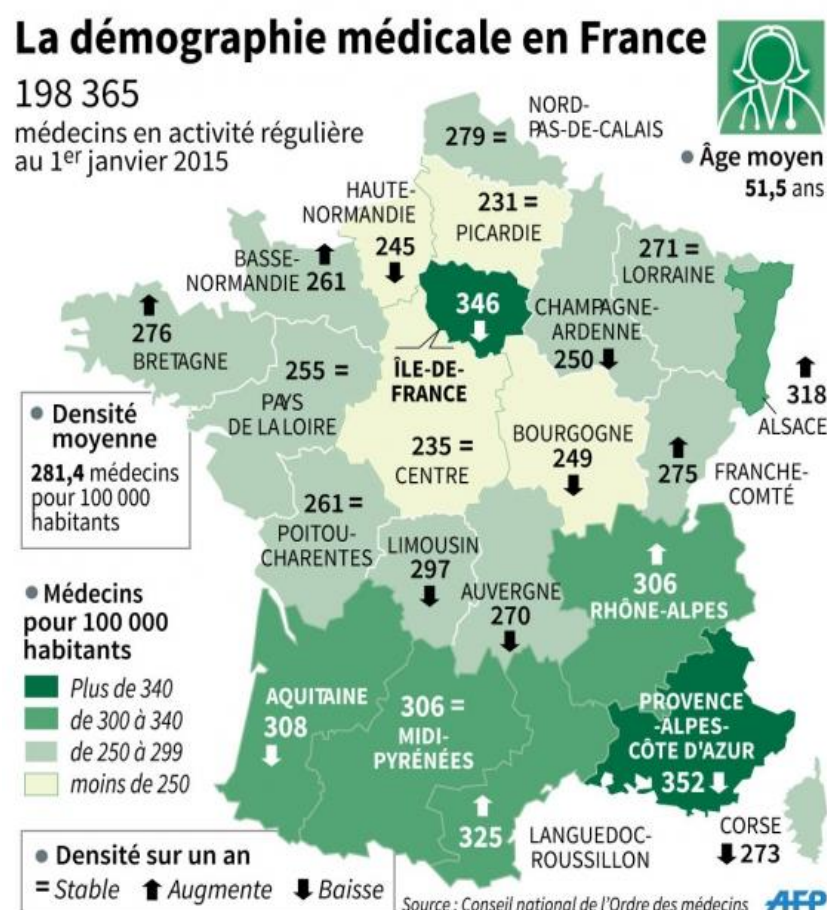 La démographie médicale en France
198 365
médecins en activité régulière
au 1er janvier 2015
Âge moyen
51,5 ans
279 =
NORD-
PAS-DE-CALAIS
HAUTE-
NORMANDIE
245
231 =
PICARDIE
BASSE-
NORMANDIE 261
271 =
LORRAINE
346
ÎLE-DE-
FRANCE
CHAMPAGNE-
ARDENNE
250
276
BRETAGNE
318
ALSACE
255 =
PAYS
DE LA LOIRE
Densité
moyenne
281,4 médecins
pour 100 000
habitants
235 =
CENTRE
BOURGOGNE
249
275
FRANCHE-
COMTÉ
261 =
POITOU-
CHARENTES
LIMOUSIN
297
AUVERGNE
270
306
RHÔNE-ALPES
Médecins
pour 100 000
habitants
Plus de 340
de 300 à 340
de 250 à 299
moins de 250
AQUITAINE
308
306 =
MIDI-
PYRÉNÉES
PROVENCE
-ALPES-
CÔTE D'AZUR
352
325
LANGUEDOC-
ROUSSILLON
CORSE
273
Densité sur un an
= Stable Augmente Baisse
Source : Conseil national de l'Ordre des médecins
AFP